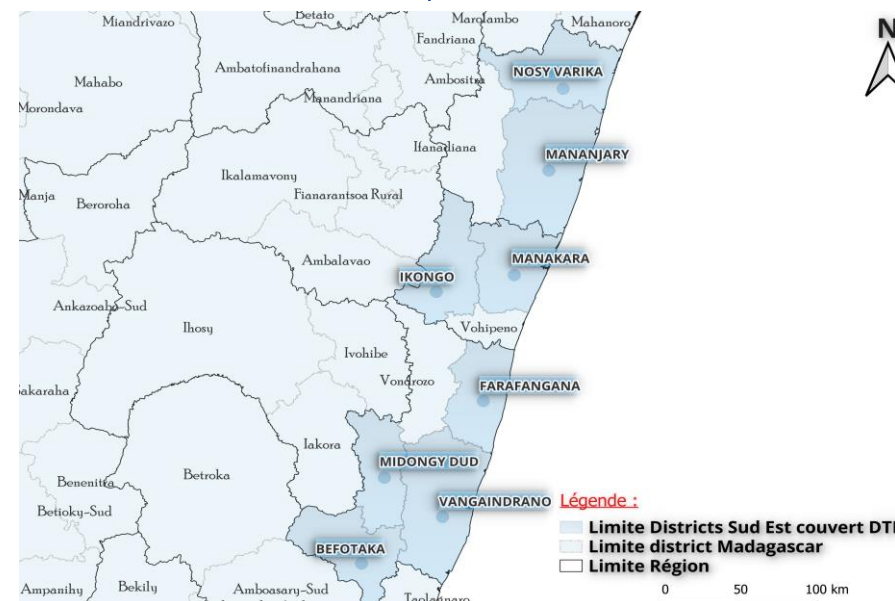 Miandrivazo
Betafo
Marolambo
Mahanoro
Fandriana
N
Mahabo
Ambatofinandrahana
Ambositra
NOSY VARIKA
Morondava
Manandriana
Ifanadiana
MANANJARY
Ikalamavony
Manja
Beroroha
Fianarantsoa Rural
Ambalavao
MANAKARA
IKONGO
Ankazoabo-Sud
Ihosy
Vohipeno
Ivohibe
Vondrozo
FARAFANGANA
Sakaraha
Iakora
MIDONGY DUD
Betroka
Benenitra
VANGAINDRANO
Betioky-Sud
BEFOTAKA
Ampanihy
Bekily
Amboasary-Sud
Taolagnaro
Légende :
Limite Districts Sud Est couvert DTI
Limite district Madagascar
Limite Région
0 50 100 km